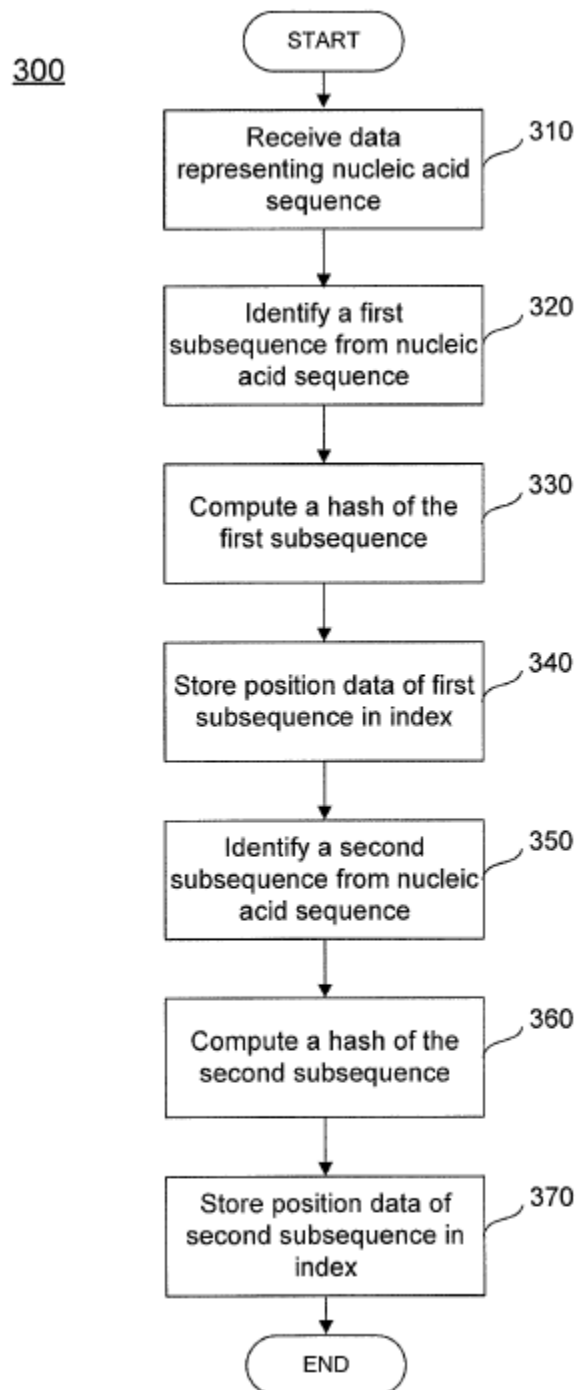 START
300
Receive data
representing nucleic acid
sequence
310
Identify a first
subsequence from nucleic
acid sequence
320
Compute a hash of the
first subsequence
330
Store position data of first
subsequence in index
340
Identify a second
subsequence from nucleic
acid sequence
350
Compute a hash of the
second subsequence
360
Store position data of
second subsequence in
index
370
END